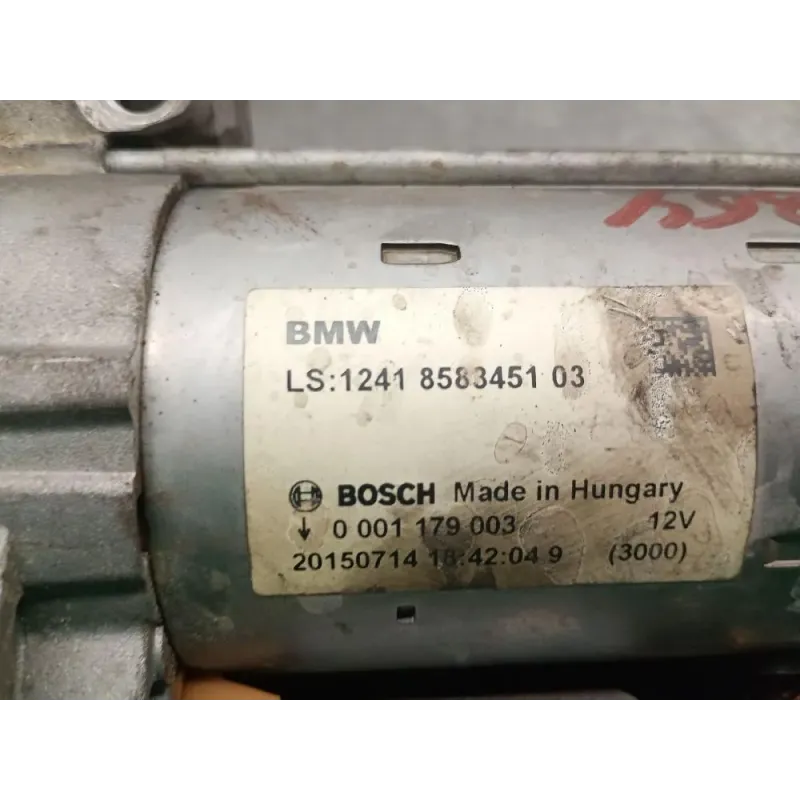 BMW
LS:1241 8583451 03
BOSCH Made in Hungary
↓ 0 001 179 003 12V
20150714 18:42:04 9 (3000)